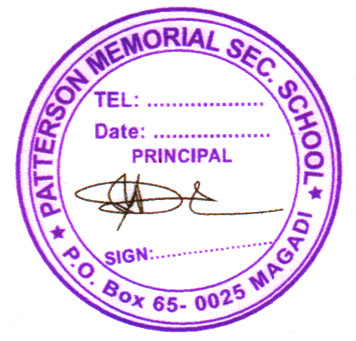 PATTERSON MEMORIAL SEC. SCHOOL
TEL: ......................
Date: ......................
PRINCIPAL
SIGN:......................
★ P.O. Box 65- 0025 MAGADI ★